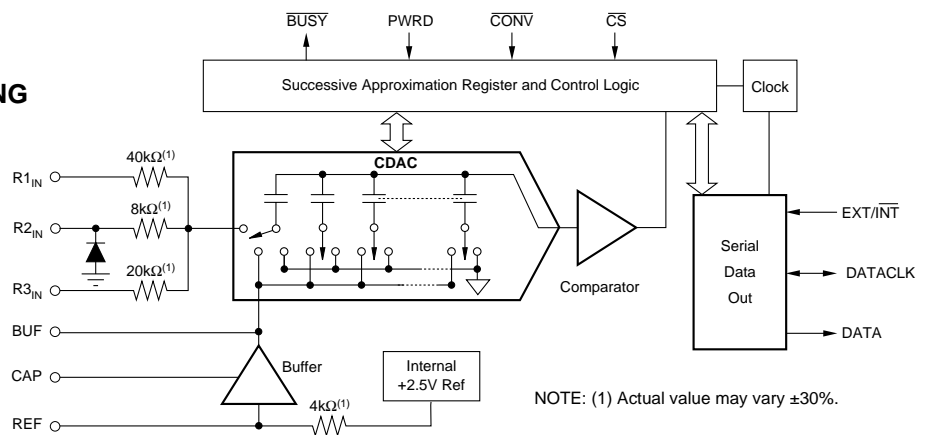 BUSY PWRD CONV CS
NG
Successive Approximation Register and Control Logic
Clock
CDAC
40kΩ(1)
R1IN
8kΩ(1)
R2IN
20kΩ(1)
R3IN
BUF
CAP
REF
Buffer
4kΩ(1)
Internal
+2.5V Ref
Comparator
Serial
Data
Out
EXT/INT
DATACLK
DATA
NOTE: (1) Actual value may vary ±30%.